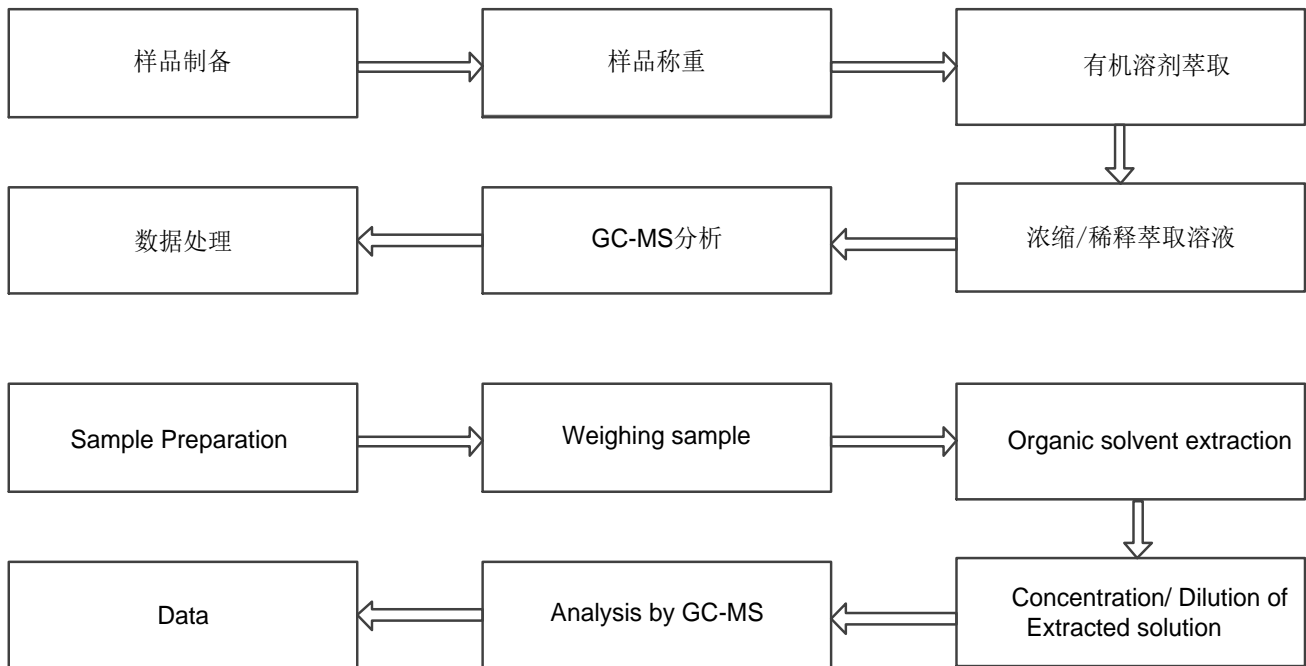 样品制备
样品称重
有机溶剂萃取
数据处理
GC-MS分析
浓缩/稀释萃取溶液
Sample Preparation
Weighing sample
Organic solvent extraction
Data
Analysis by GC-MS
Concentration/ Dilution of
Extracted solution